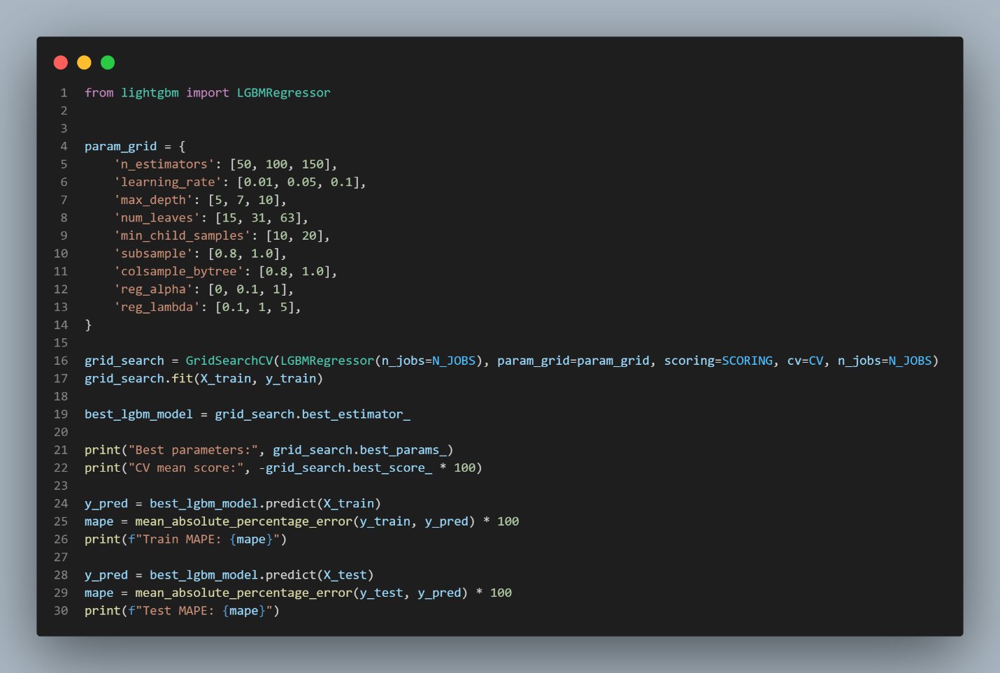 1 from lightgbm import LGBMRegressor
2
3
4 param_grid = {
5     'n_estimators': [50, 100, 150],
6     'learning_rate': [0.01, 0.05, 0.1],
7     'max_depth': [5, 7, 10],
8     'num_leaves': [15, 31, 63],
9     'min_child_samples': [10, 20],
10     'subsample': [0.8, 1.0],
11     'colsample_bytree': [0.8, 1.0],
12     'reg_alpha': [0, 0.1, 1],
13     'reg_lambda': [0.1, 1, 5],
14 }
15
16 grid_search = GridSearchCV(LGBMRegressor(n_jobs=N_JOBS), param_grid=param_grid, scoring=SCORING, cv=CV, n_jobs=N_JOBS)
17 grid_search.fit(X_train, y_train)
18
19 best_lgbm_model = grid_search.best_estimator_
20
21 print("Best parameters:", grid_search.best_params_)
22 print("CV mean score:", -grid_search.best_score_ * 100)
23
24 y_pred = best_lgbm_model.predict(X_train)
25 mape = mean_absolute_percentage_error(y_train, y_pred) * 100
26 print(f"Train MAPE: {mape}")
27
28 y_pred = best_lgbm_model.predict(X_test)
29 mape = mean_absolute_percentage_error(y_test, y_pred) * 100
30 print(f"Test MAPE: {mape}")